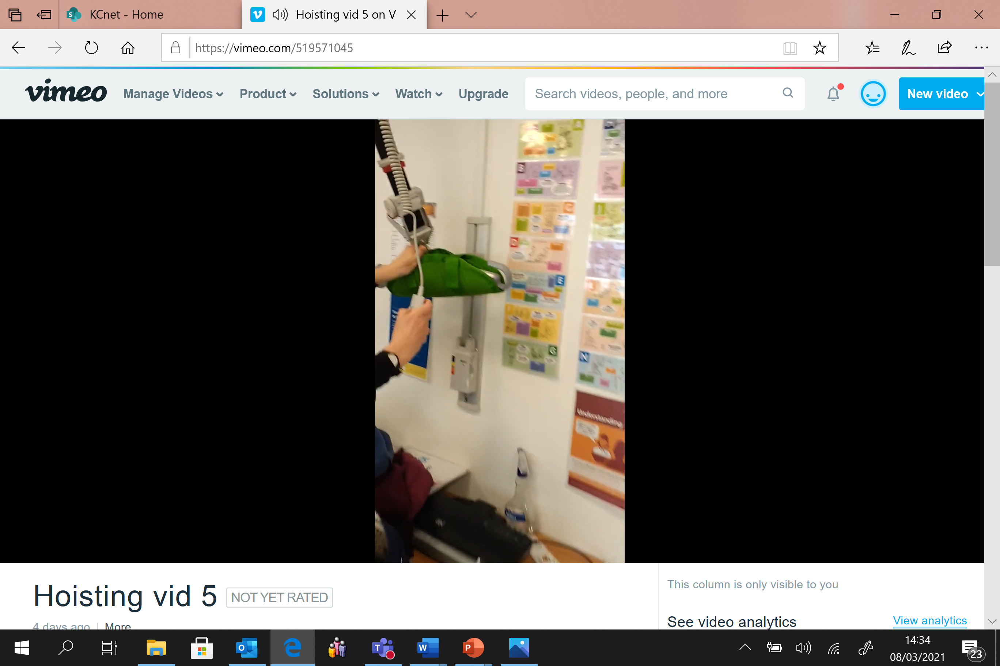 KCnet - Home
Hoisting vid 5 on V
https://vimeo.com/519571045
vimeo
Manage Videos
Product
Solutions
Watch
Upgrade
Search videos, people, and more
New video
Understanding
Hoisting vid 5
NOT YET RATED
4 days ago | More
This column is only visible to you
See video analytics
View analytics
14:34
08/03/2021
23